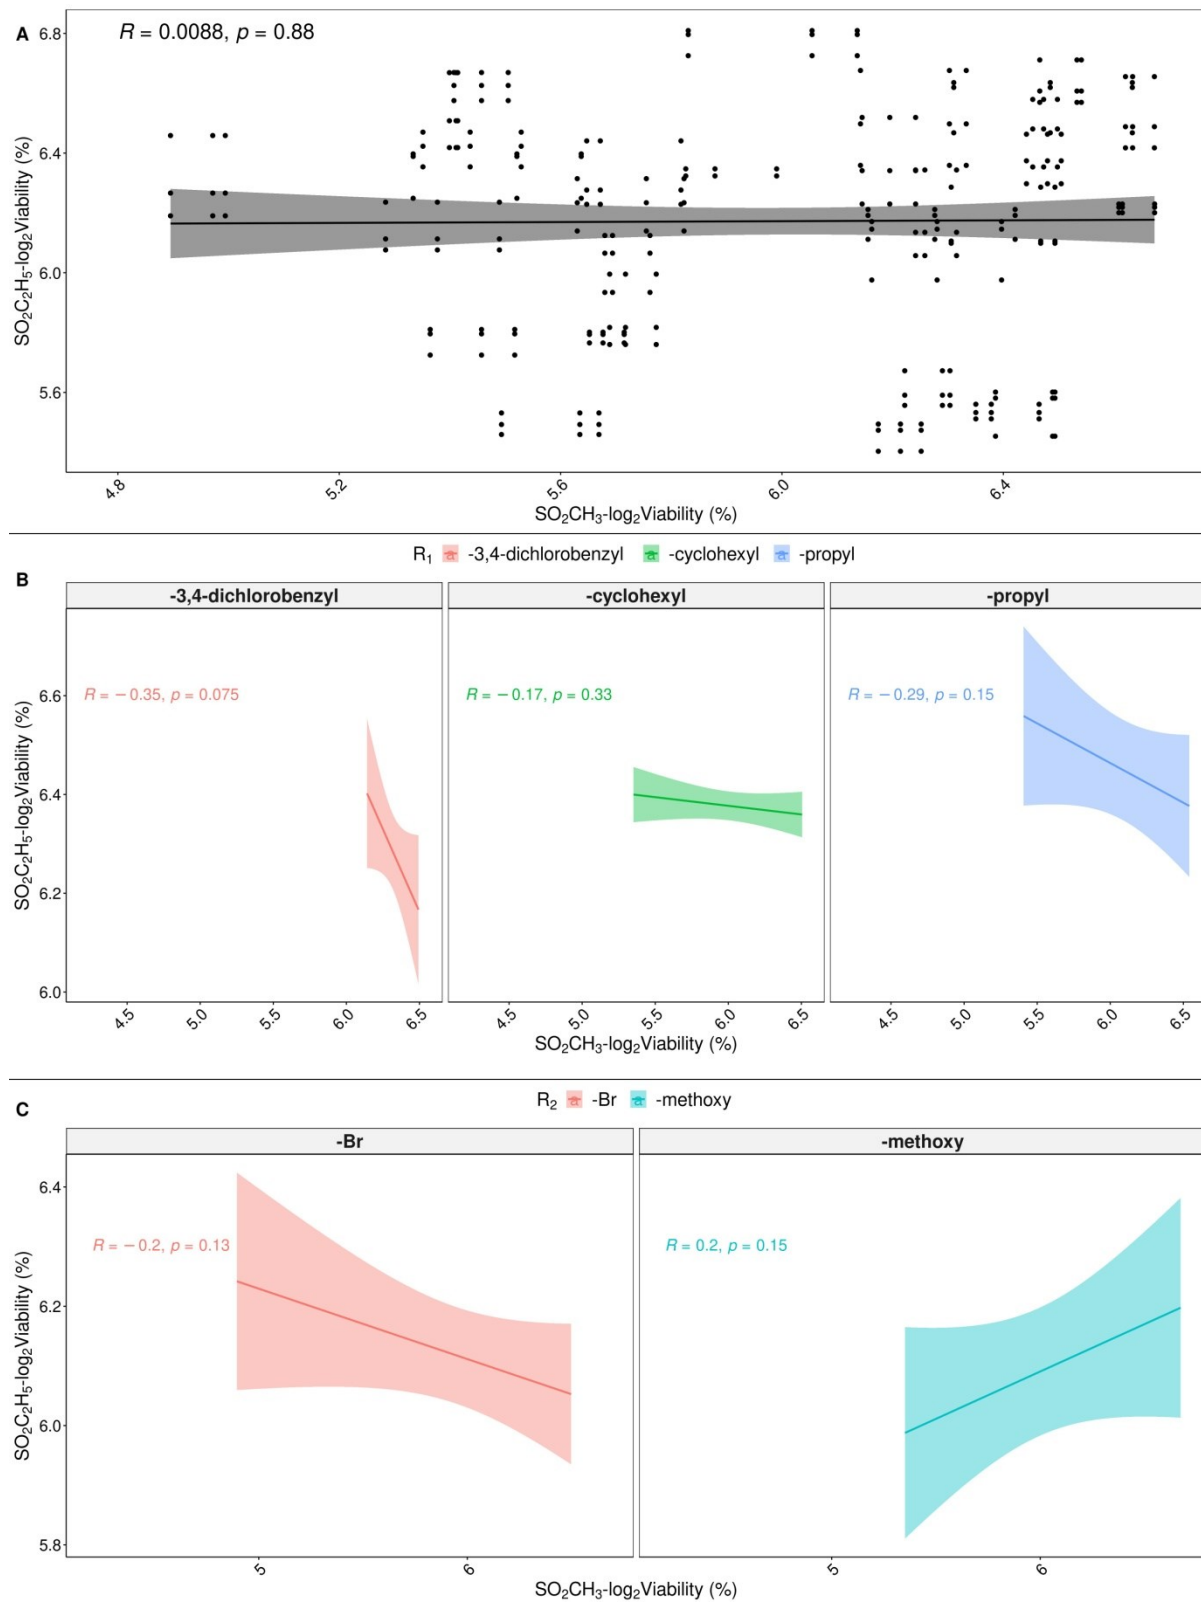 A
R = 0.0088, p = 0.88
6.8
6.4
6.0
5.6
SO₂C₂H₅-log₂Viability (%)
4.8 5.2 5.6 6.0 6.4
SO₂CH₃-log₂Viability (%)
R₁ a -3,4-dichlorobenzyl a -cyclohexyl a -propyl
B
-3,4-dichlorobenzyl -cyclohexyl -propyl
R = −0.35, p = 0.075 R = −0.17, p = 0.33 R = −0.29, p = 0.15
6.6
6.4
6.2
6.0
SO₂C₂H₅-log₂Viability (%)
4.5 5.0 5.5 6.0 6.5 4.5 5.0 5.5 6.0 6.5 4.5 5.0 5.5 6.0 6.5
SO₂CH₃-log₂Viability (%)
R₂ a -Br a -methoxy
C
-Br -methoxy
R = −0.2, p = 0.13 R = 0.2, p = 0.15
6.4
6.2
6.0
5.8
SO₂C₂H₅-log₂Viability (%)
5 6 5 6
SO₂CH₃-log₂Viability (%)